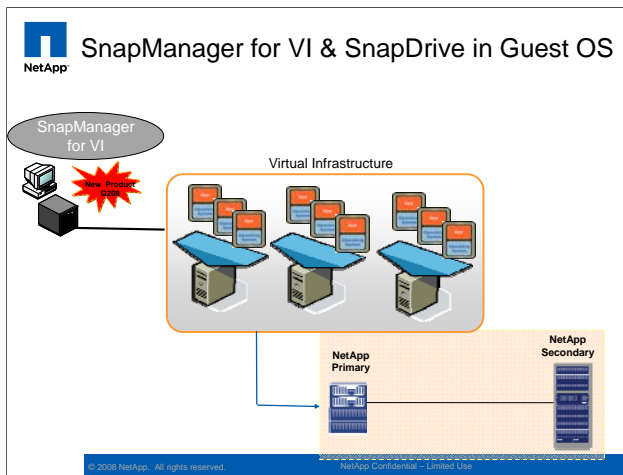 NetApp
SnapManager for VI & SnapDrive in Guest OS
SnapManager
for VI
New Product
Virtual Infrastructure
NetApp
Primary
NetApp
Secondary
© 2008 NetApp. All rights reserved.
NetApp Confidential – Limited Use